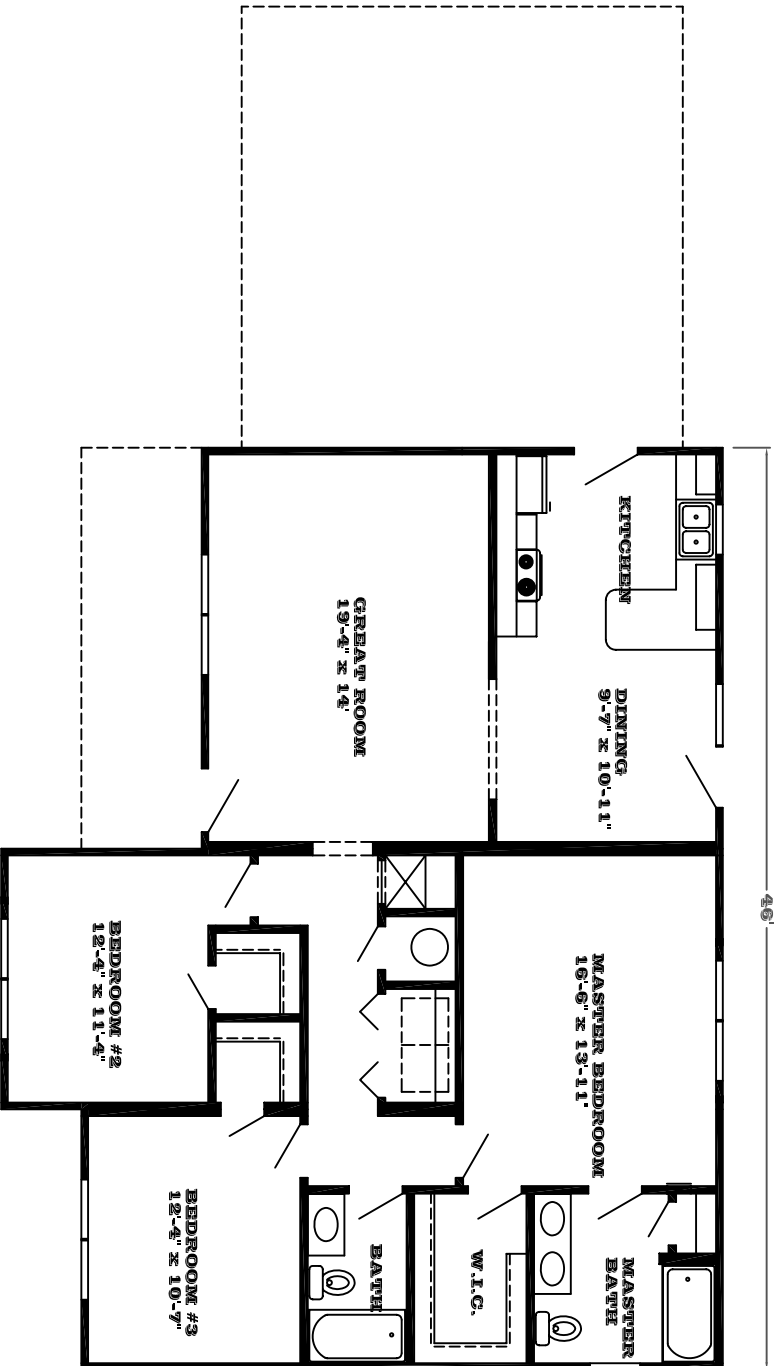 KITCHEN
GREAT ROOM
19'-4" x 14'
DINING
9'-7" x 10'-11"
46'
BEDROOM #2
12'-4" x 11'-4"
MASTER BEDROOM
16'-6" x 13'-11"
BEDROOM #3
12'-4" x 10'-7"
BATH
W.I.C.
MASTER
BATH